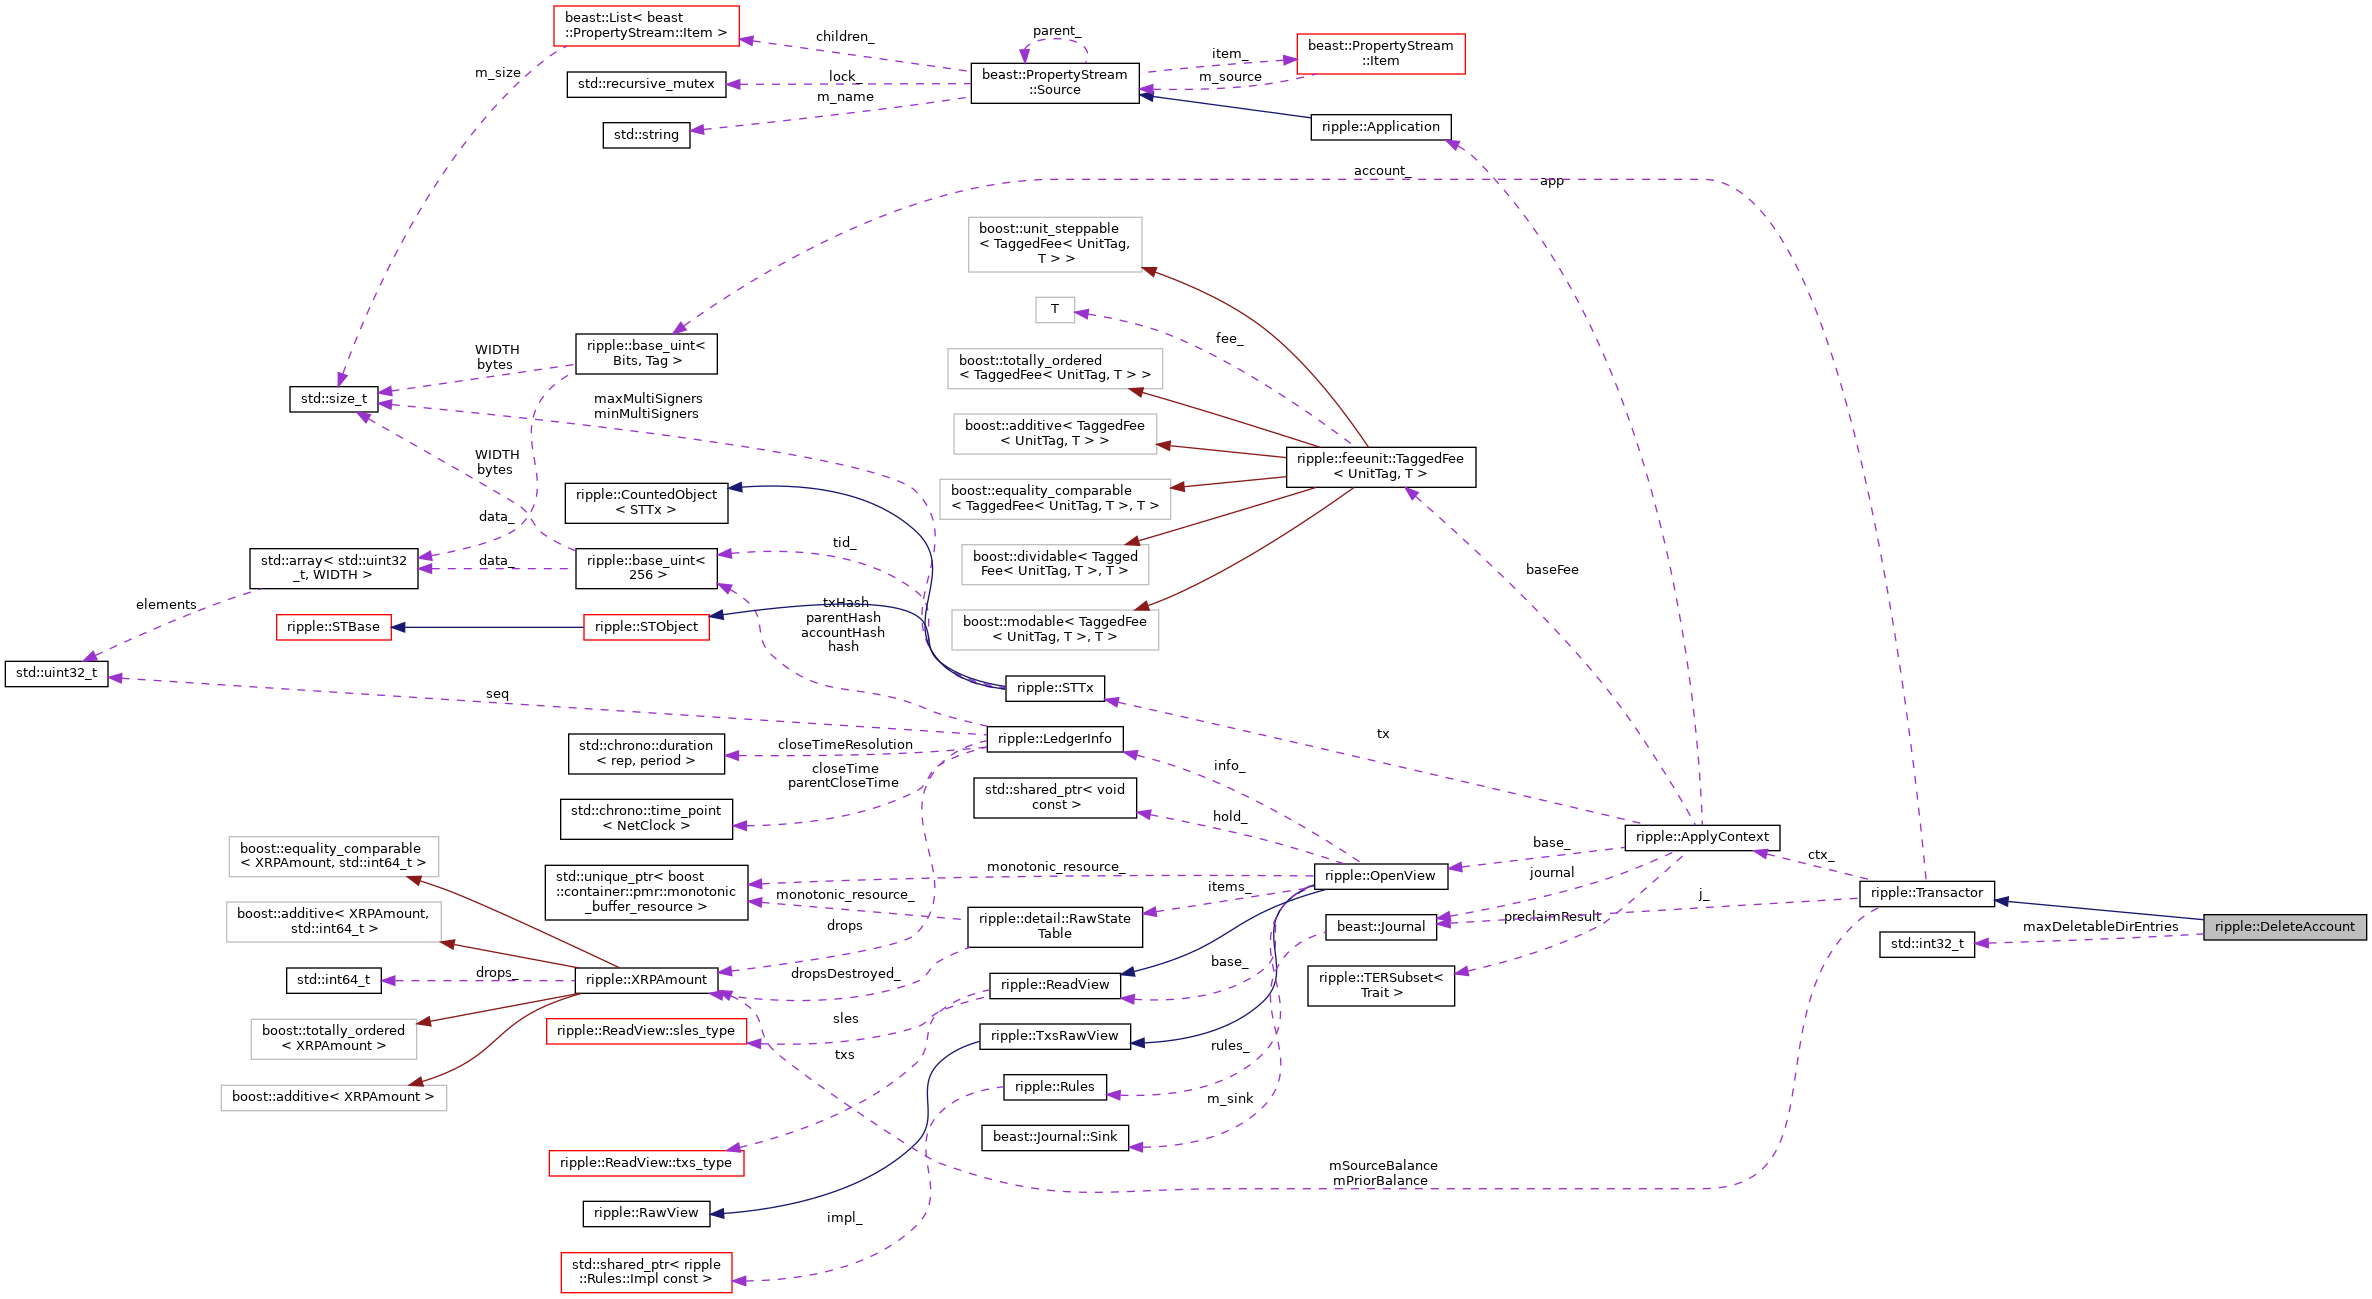 beast::List< beast
::PropertyStream::Item >
children_
parent_
item_
beast::PropertyStream
::Item
m_size
std::recursive_mutex
lock_
beast::PropertyStream
::Source
m_source
m_name
std::string
ripple::Application
account_
app
boost::unit_steppable
< TaggedFee< UnitTag,
T > >
T
fee_
ripple::base_uint<
Bits, Tag >
WIDTH
bytes
boost::totally_ordered
< TaggedFee< UnitTag, T > >
std::size_t
maxMultiSigners
minMultiSigners
boost::additive< TaggedFee
< UnitTag, T > >
WIDTH
bytes
ripple::feeunit::TaggedFee
< UnitTag, T >
ripple::CountedObject
< STTx >
boost::equality_comparable
< TaggedFee< UnitTag, T >, T >
data_
tid_
boost::dividable< Tagged
Fee< UnitTag, T >, T >
std::array< std::uint32
_t, WIDTH >
data_
ripple::base_uint<
256 >
baseFee
elements
ripple::STBase
ripple::STObject
txHash
parentHash
accountHash
hash
boost::modable< TaggedFee
< UnitTag, T >, T >
std::uint32_t
seq
ripple::STTx
tx
ripple::LedgerInfo
std::chrono::duration
< rep, period >
closeTimeResolution
closeTime
parentCloseTime
info_
std::shared_ptr< void
const >
hold_
std::chrono::time_point
< NetClock >
ripple::ApplyContext
base_
journal
ctx_
boost::equality_comparable
< XRPAmount, std::int64_t >
std::unique_ptr< boost
::container::pmr::monotonic
_buffer_resource >
monotonic_resource_
monotonic_resource_
items_
ripple::OpenView
ripple::Transactor
j_
boost::additive< XRPAmount,
std::int64_t >
drops
ripple::detail::RawState
Table
beast::Journal
preclaimResult
maxDeletableDirEntries
ripple::DeleteAccount
std::int32_t
std::int64_t
drops_
ripple::XRPAmount
dropsDestroyed_
ripple::ReadView
base_
ripple::TERSubset<
Trait >
boost::totally_ordered
< XRPAmount >
ripple::ReadView::sles_type
sles
txs
ripple::TxsRawView
rules_
boost::additive< XRPAmount >
ripple::Rules
m_sink
beast::Journal::Sink
ripple::ReadView::txs_type
mSourceBalance
mPriorBalance
ripple::RawView
impl_
std::shared_ptr< ripple
::Rules::Impl const >